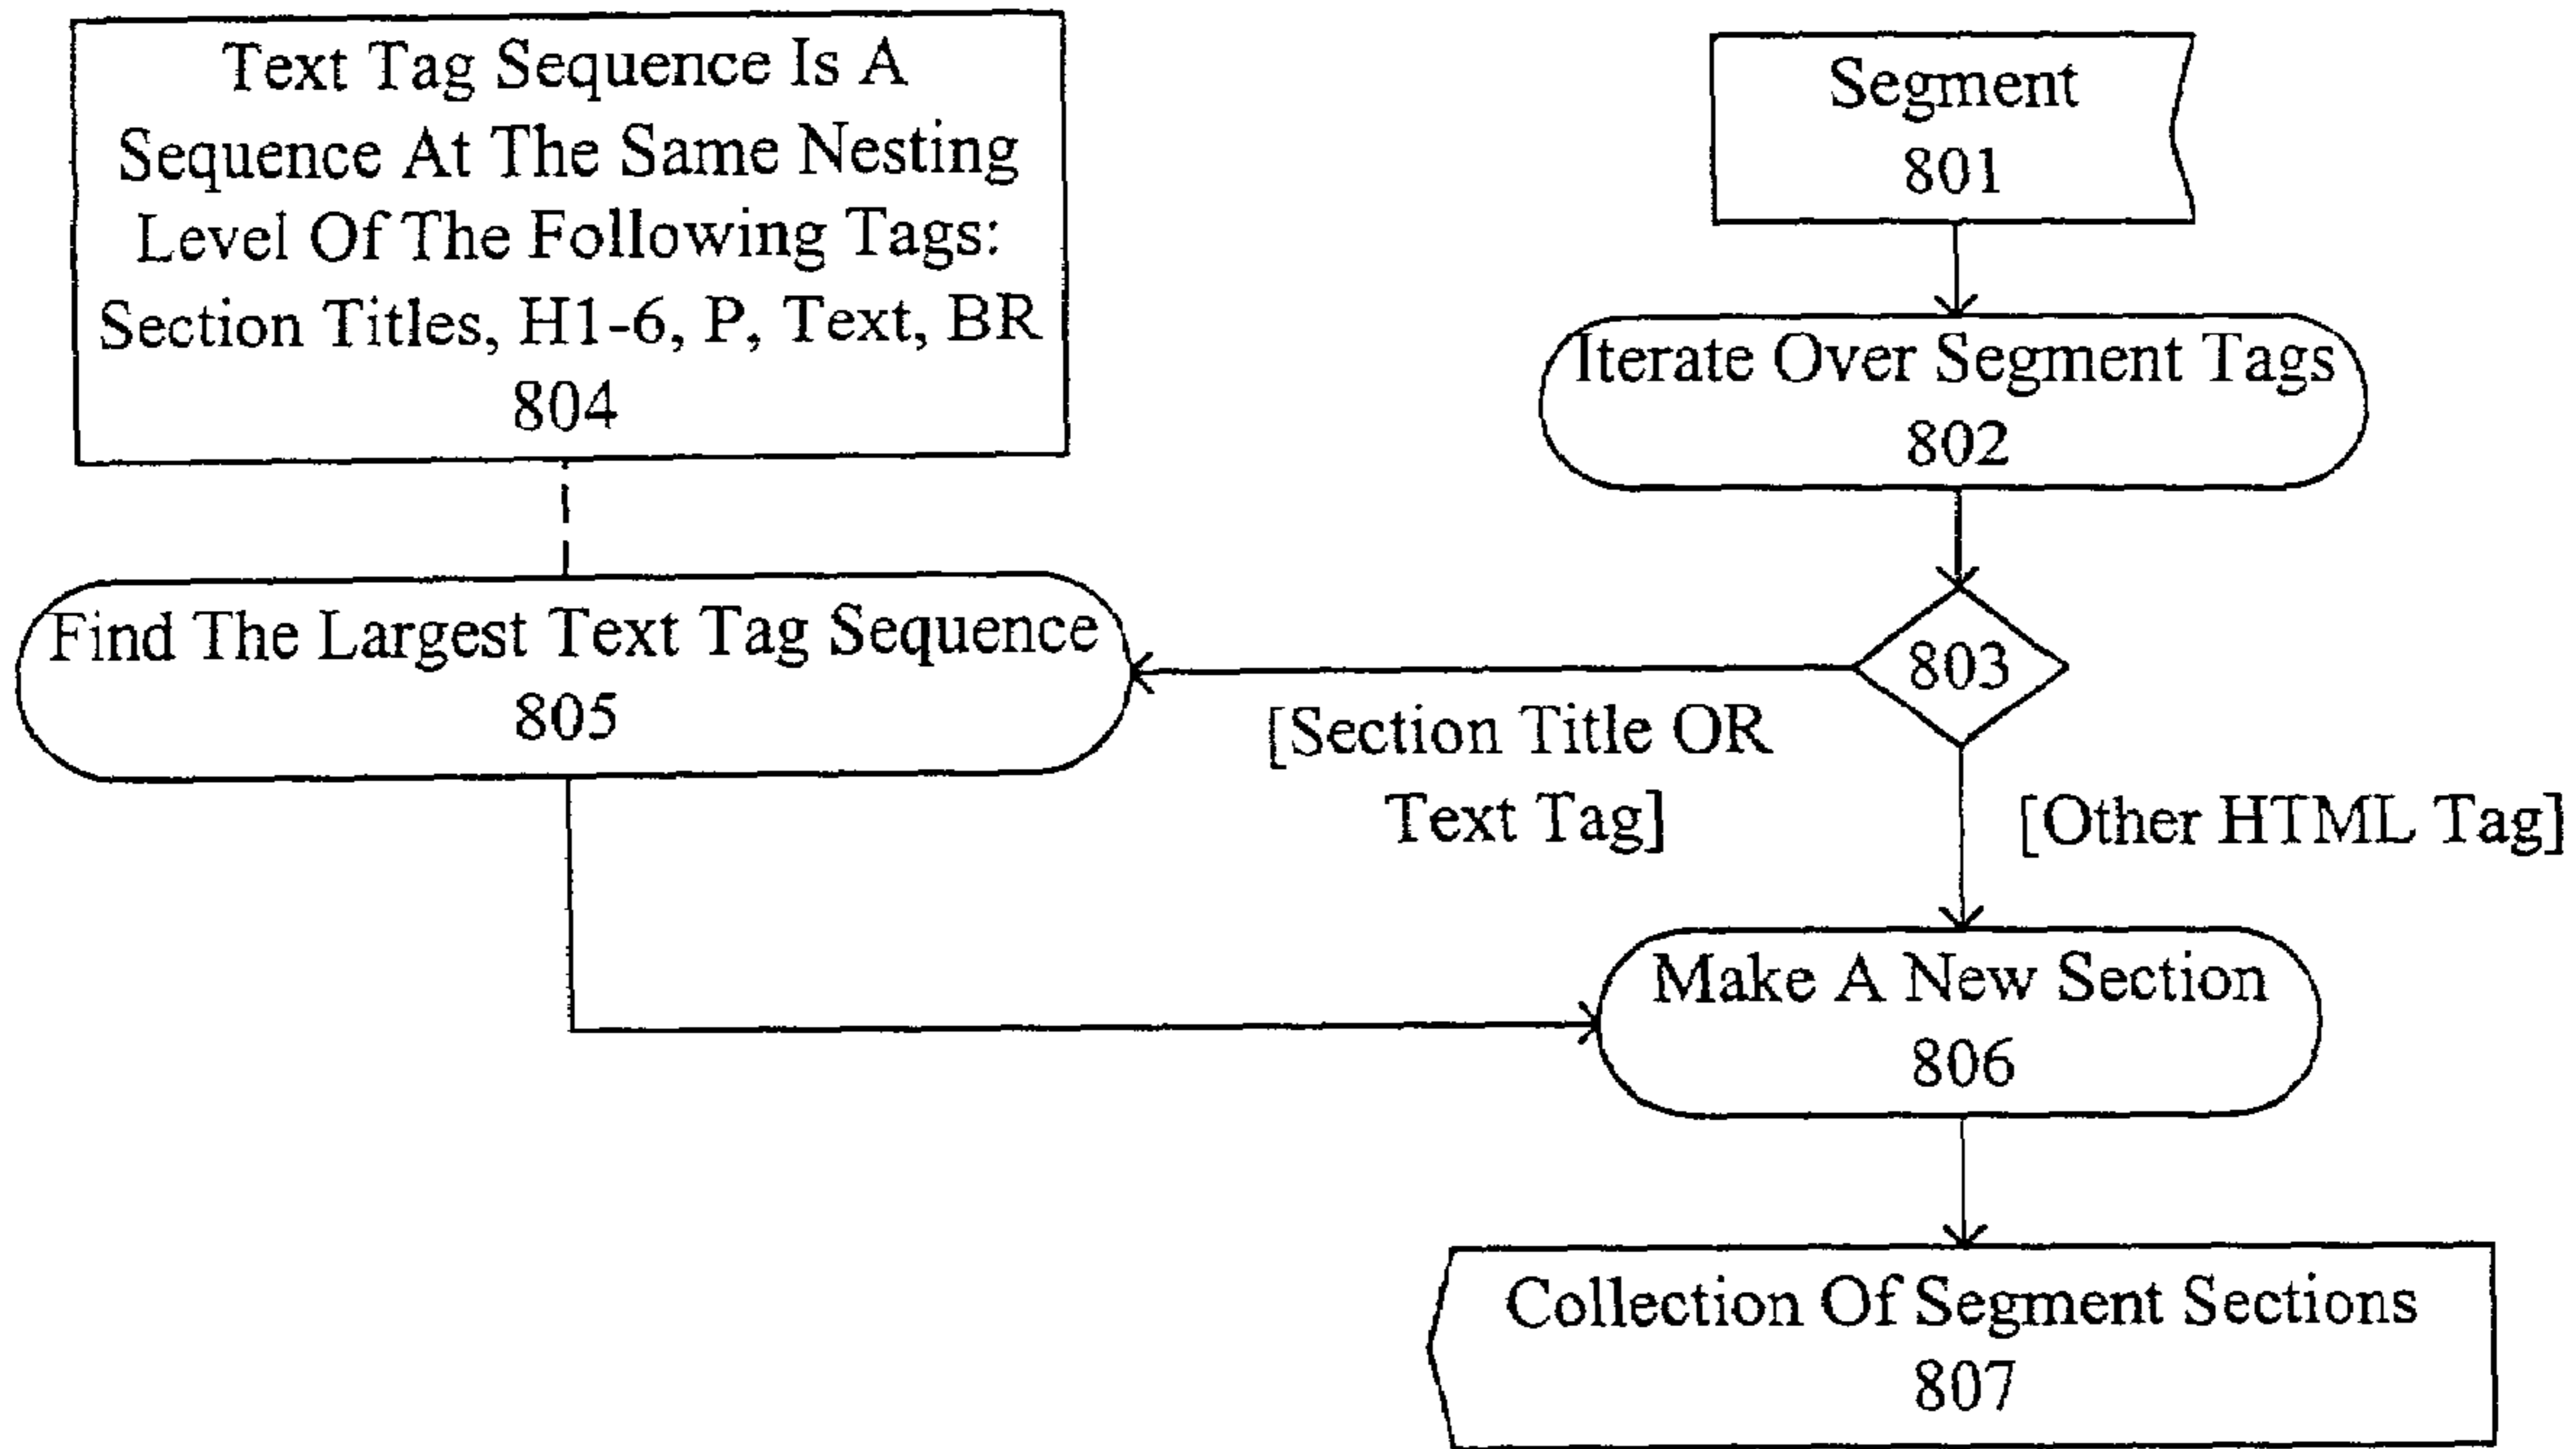 Text Tag Sequence Is A
Sequence At The Same Nesting
Level Of The Following Tags:
Section Titles, H1-6, P, Text, BR
804
Segment
801
Iterate Over Segment Tags
802
803
Find The Largest Text Tag Sequence
805
[Section Title OR
Text Tag]
[Other HTML Tag]
Make A New Section
806
Collection Of Segment Sections
807